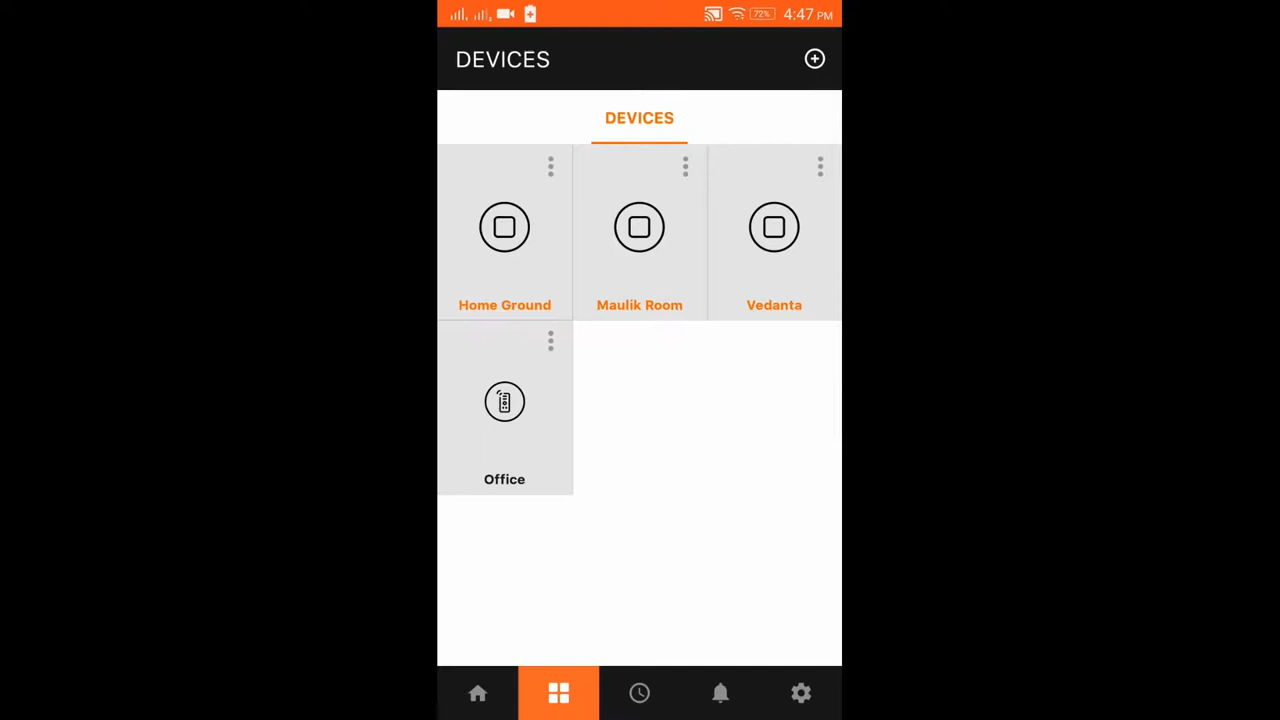 72%
4:47 PM
DEVICES
DEVICES
Home Ground
Maulik Room
Vedanta
Office